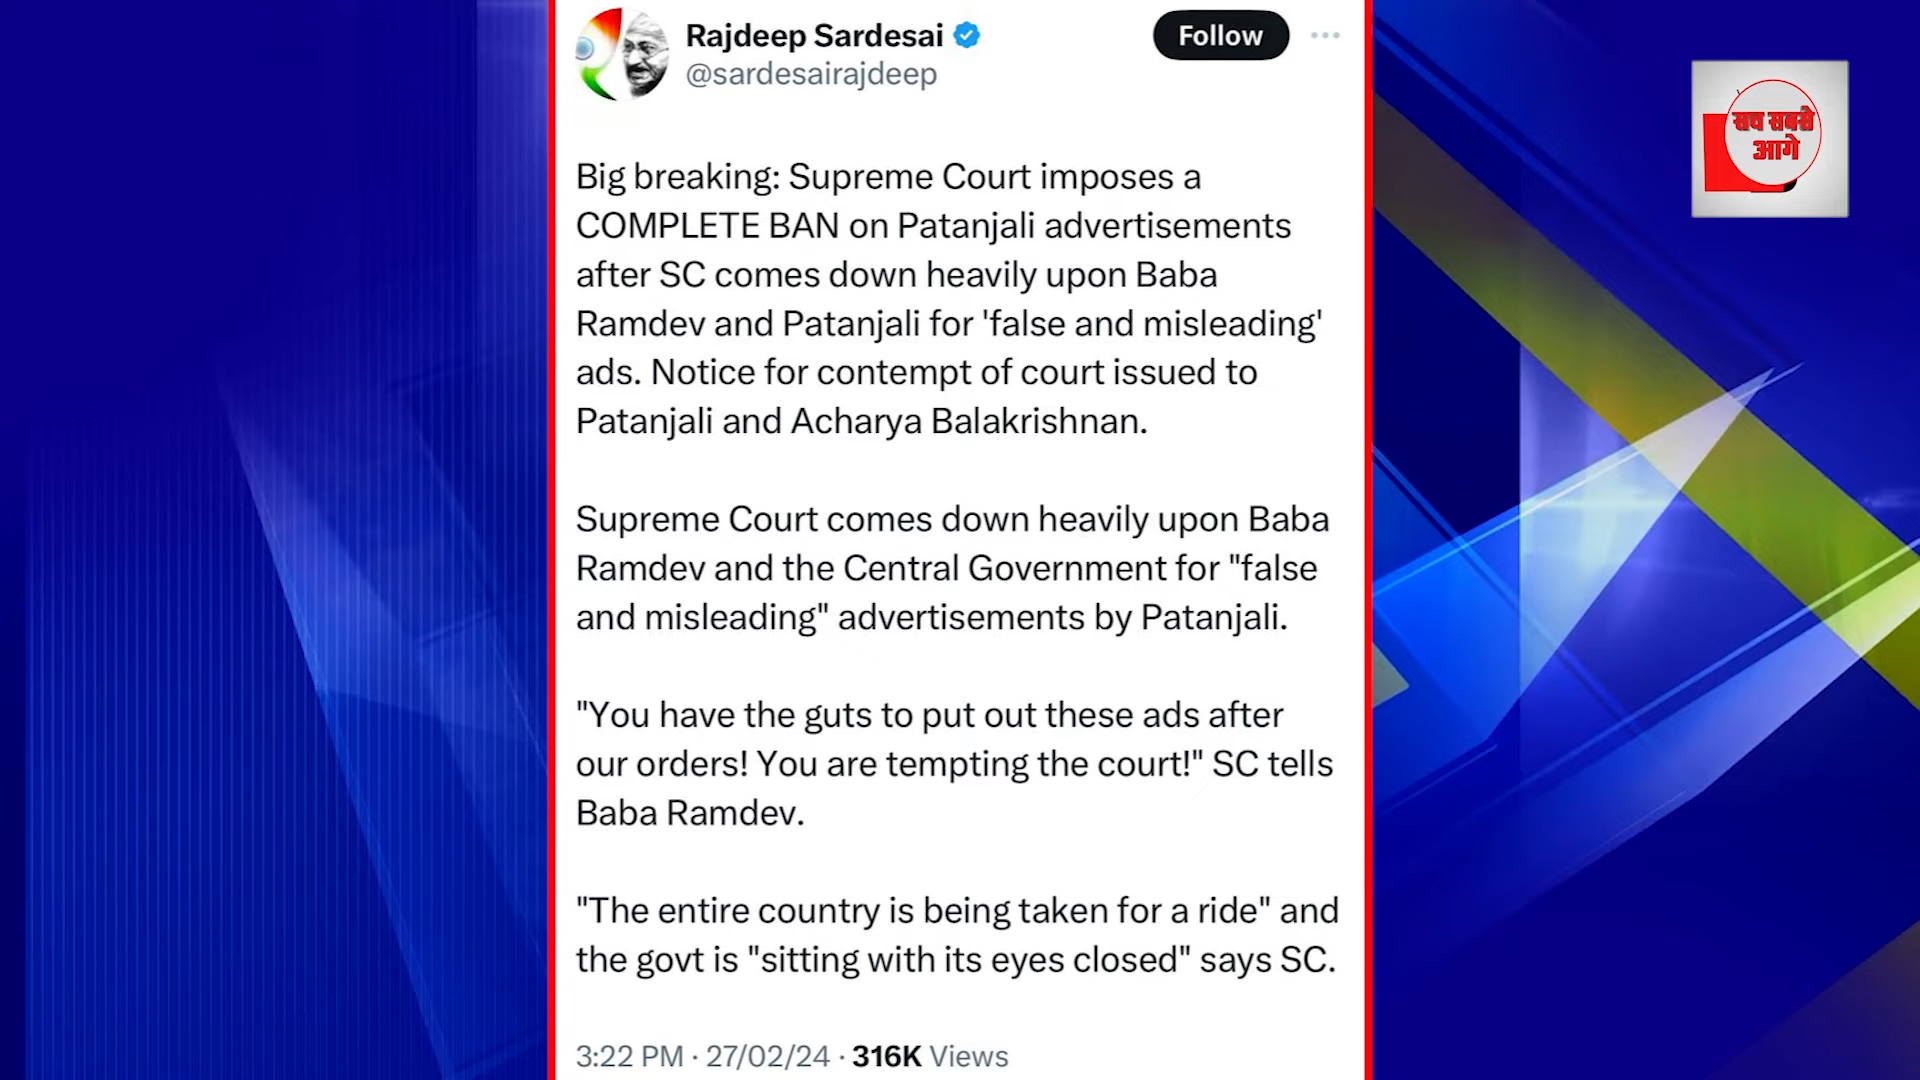 Rajdeep Sardesai
Follow
@sardesairajdeep
सच सबसे
आगे
Big breaking: Supreme Court imposes a
COMPLETE BAN on Patanjali advertisements
after SC comes down heavily upon Baba
Ramdev and Patanjali for 'false and misleading'
ads. Notice for contempt of court issued to
Patanjali and Acharya Balakrishnan.
Supreme Court comes down heavily upon Baba
Ramdev and the Central Government for "false
and misleading" advertisements by Patanjali.
"You have the guts to put out these ads after
our orders! You are tempting the court!" SC tells
Baba Ramdev.
"The entire country is being taken for a ride" and
the govt is "sitting with its eyes closed" says SC.
3:22 PM · 27/02/24 · 316K Views